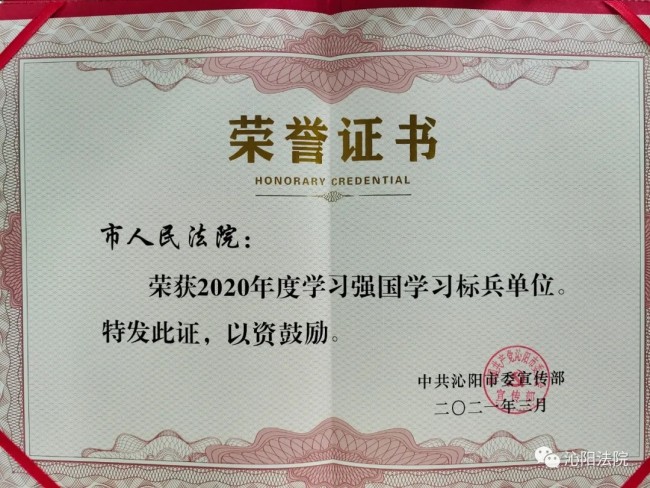 荣誉证书
HONORARY CREDENTIAL
市人民法院：
荣获2020年度学习强国学习标兵单位。
特发此证，以资鼓励。
中共沁阳市委宣传部
二〇二一年三月
宣传部
沁阳法院